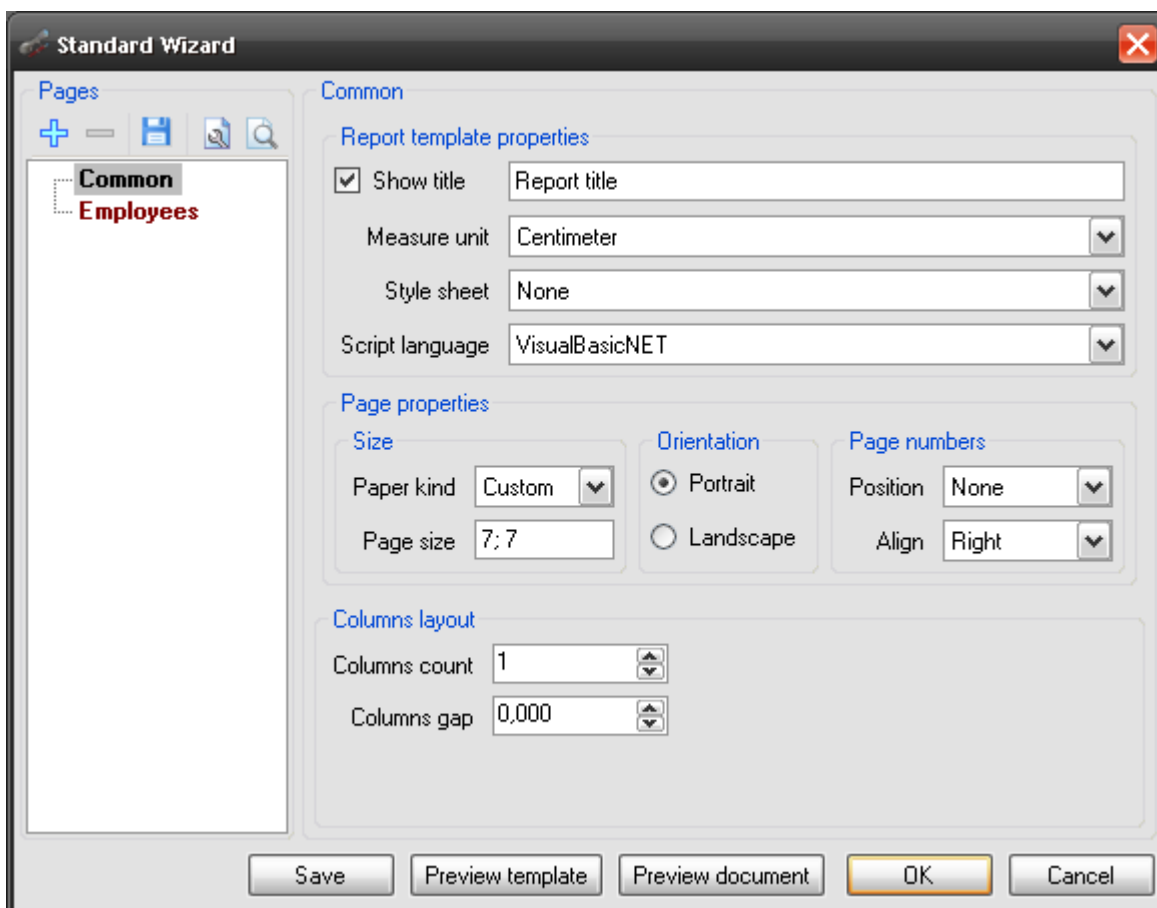 Standard Wizard
Pages
Common
Employees
Common
Report template properties
Show title Report title
Measure unit Centimeter
Style sheet None
Script language VisualBasicNET
Page properties
Size
Paper kind Custom
Page size 7; 7
Orientation
Portrait
Landscape
Page numbers
Position None
Align Right
Columns layout
Columns count 1
Columns gap 0,000
Save Preview template Preview document OK Cancel